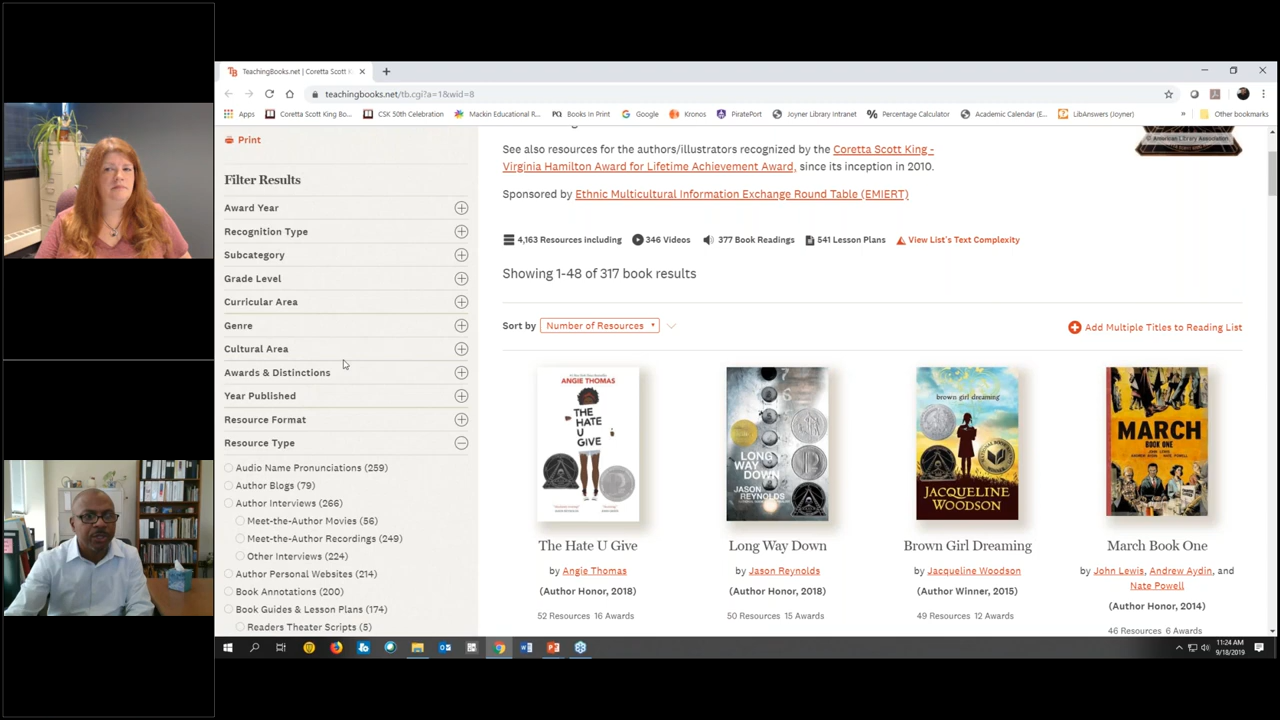 TeachingBooks.net | Coretta Scott K
teachingbooks.net/tb.cgi?a=1&wid=8
Apps
Coretta Scott King Bo...
CSK 50th Celebration
Mackin Educational R...
Books In Print
Google
Kronos
PiratePort
Joyner Library Intranet
Percentage Calculator
Academic Calendar (E...
LibAnswers (Joyner)
Other bookmarks
Print
Filter Results
Award Year
Recognition Type
Subcategory
Grade Level
Curricular Area
Genre
Cultural Area
Awards & Distinctions
Year Published
Resource Format
Resource Type
Audio Name Pronunciations (259)
Author Blogs (79)
Author Interviews (266)
Meet-the-Author Movies (56)
Meet-the-Author Recordings (249)
Other Interviews (224)
Author Personal Websites (214)
Book Annotations (200)
Book Guides & Lesson Plans (174)
Readers Theater Scripts (5)
© American Library Association
See also resources for the authors/illustrators recognized by the Coretta Scott King -
Virginia Hamilton Award for Lifetime Achievement Award, since its inception in 2010.
Sponsored by Ethnic Multicultural Information Exchange Round Table (EMIERT)
4,163 Resources including 346 Videos 377 Book Readings 541 Lesson Plans View List's Text Complexity
Showing 1-48 of 317 book results
Sort by Number of Resources
Add Multiple Titles to Reading List
ANGIE THOMAS
THE
HATE
U
GIVE
The Hate U Give
by Angie Thomas
(Author Honor, 2018)
52 Resources 16 Awards
LONG
WAY
DOWN
JASON
REYNOLDS
Long Way Down
by Jason Reynolds
(Author Honor, 2018)
50 Resources 15 Awards
brown girl dreaming
JACQUELINE
WOODSON
Brown Girl Dreaming
by Jacqueline Woodson
(Author Winner, 2015)
49 Resources 12 Awards
MARCH
BOOK ONE
March Book One
by John Lewis, Andrew Aydin, and
Nate Powell
(Author Honor, 2014)
46 Resources 6 Awards
11:24 AM
9/18/2019